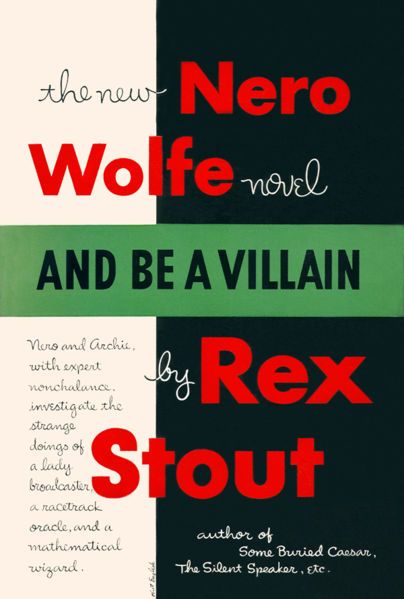 the new Nero
Wolfe novel
AND BE A VILLAIN
by Rex
Stout
Nero and Archie,
with expert
nonchalance,
investigate the
strange
doings of
a lady
broadcaster,
a racetrack
oracle, and a
mathematical
wizard.
author of
Some Buried Caesar,
The Silent Speaker, etc.